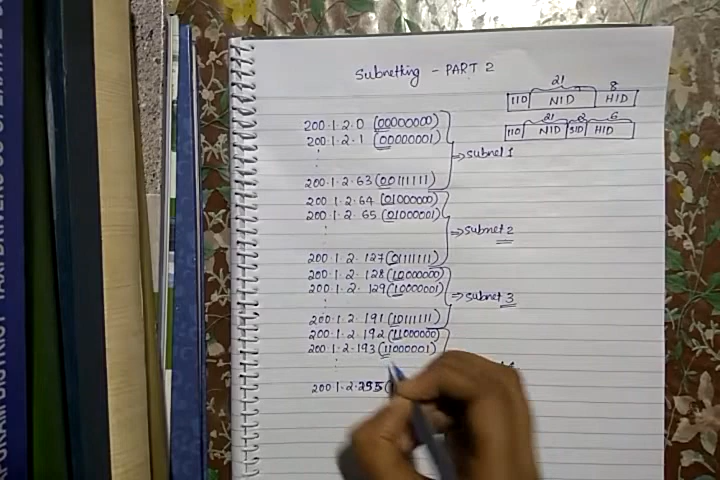 Subnetting - PART 2
21 8
110 NID HID
200.1.2.0 (00000000)
200.1.2.1 (00000001)
21 2 6
110 NID SID HID
⇒ subnet 1
200.1.2.63 (00111111)
200.1.2.64 (01000000)
200.1.2.65 (01000001)
⇒ subnet 2
200.1.2.127 (01111111)
200.1.2.128 (10000000)
200.1.2.129 (10000001)
⇒ subnet 3
200.1.2.191 (10111111)
200.1.2.192 (11000000)
200.1.2.193 (11000001)
200.1.2.255 (